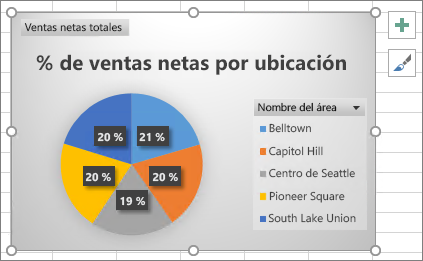 Ventas netas totales
% de ventas netas por ubicación
Nombre del área
20 %
21 %
Belltown
Capitol Hill
20 %
20 %
Centro de Seattle
19 %
Pioneer Square
South Lake Union